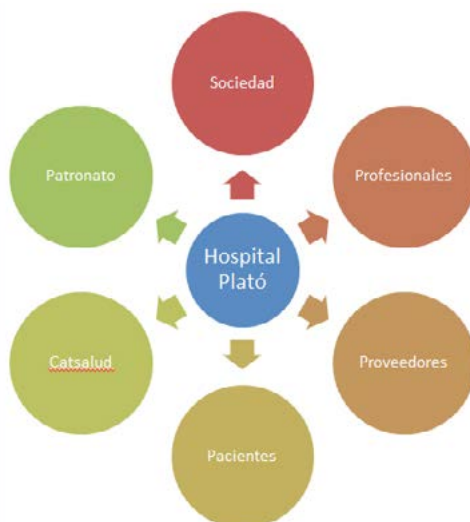 Sociedad
Patronato
Profesionales
Hospital
Plató
Catsalud
Proveedores
Pacientes